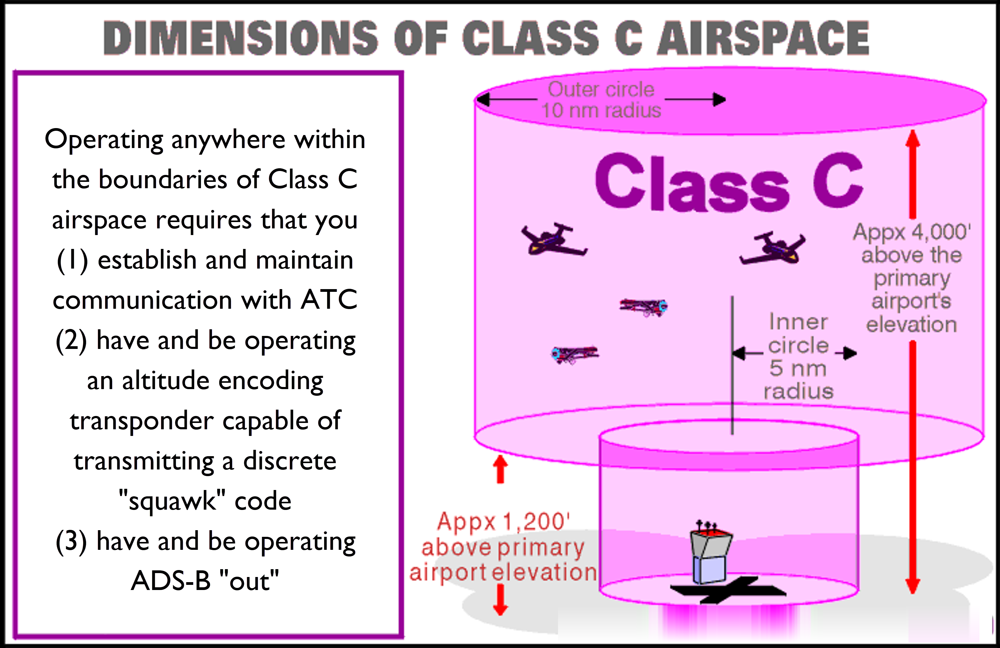 DIMENSIONS OF CLASS C AIRSPACE
Operating anywhere within
the boundaries of Class C
airspace requires that you
(1) establish and maintain
communication with ATC
(2) have and be operating
an altitude encoding
transponder capable of
transmitting a discrete
"squawk" code
(3) have and be operating
ADS-B "out"
Outer circle
10 nm radius
Class C
Appx 4,000'
above the
primary
airport's
elevation
Inner
circle
5 nm
radius
Appx 1,200'
above primary
airport elevation